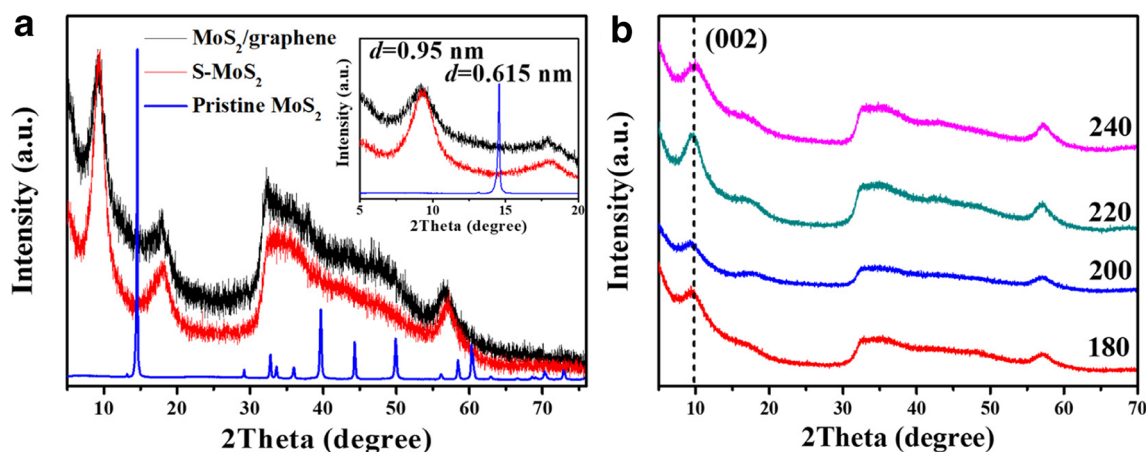 a
MoS2/graphene
S-MoS2
Pristine MoS2
Intensity (a.u.)
2Theta (degree)
10 20 30 40 50 60 70
d=0.95 nm
d=0.615 nm
Intensity (a.u.)
5 10 15 20
2Theta (degree)
b
(002)
240
220
200
180
Intensity(a.u.)
10 20 30 40 50 60 70
2Theta (degree)